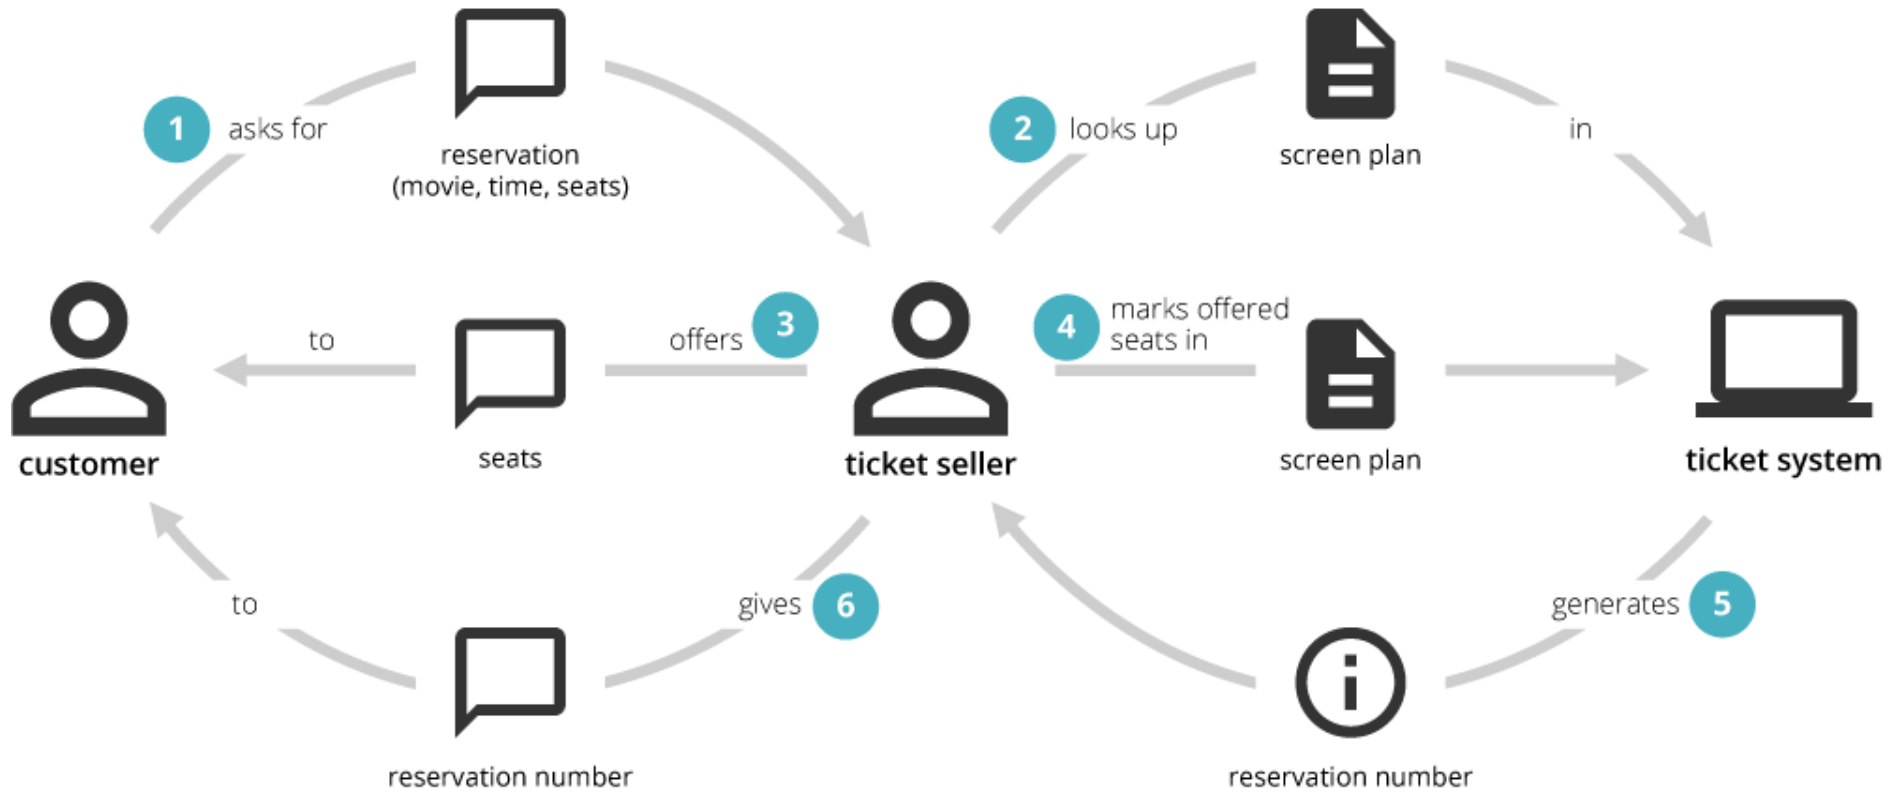 1 asks for
reservation
(movie, time, seats)
2 looks up
screen plan
in
customer
to
seats
offers 3
ticket seller
4 marks offered
seats in
screen plan
ticket system
to
reservation number
gives 6
generates 5
reservation number